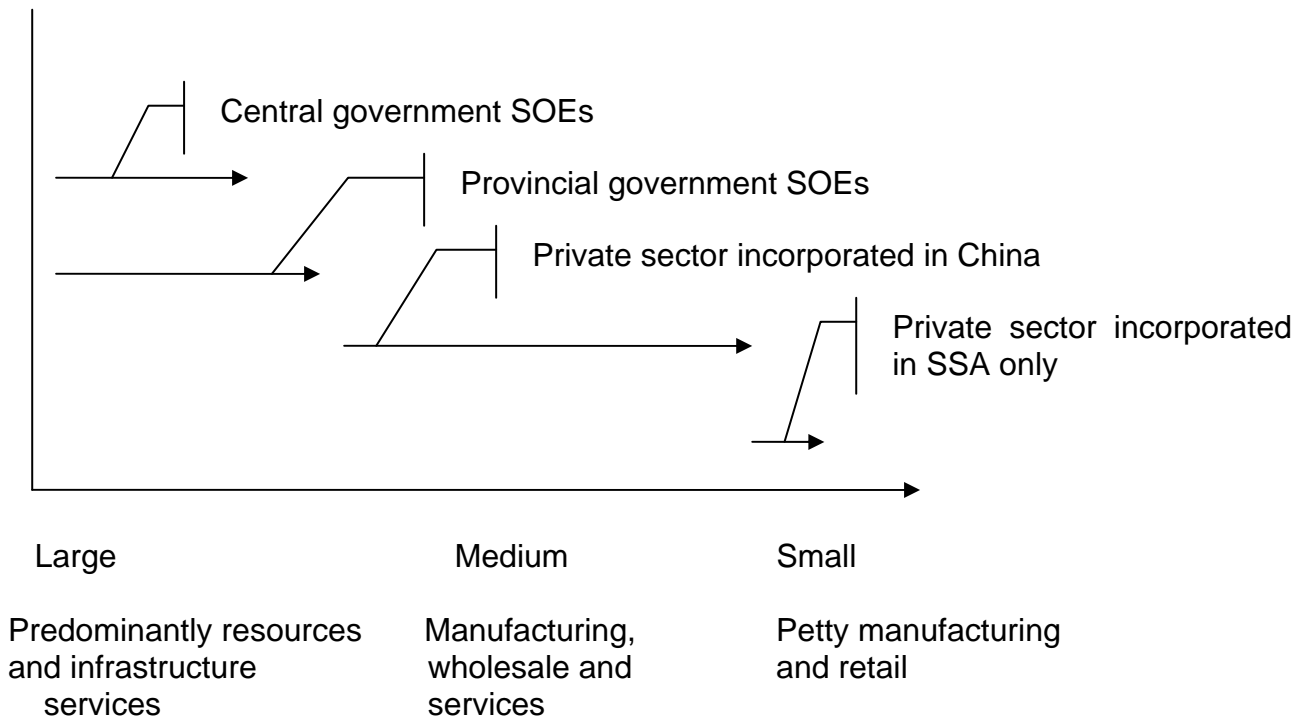 Central government SOEs
Provincial government SOEs
Private sector incorporated in China
Private sector incorporated
in SSA only
Large
Medium
Small
Predominantly resources
and infrastructure
services
Manufacturing,
wholesale and
services
Petty manufacturing
and retail